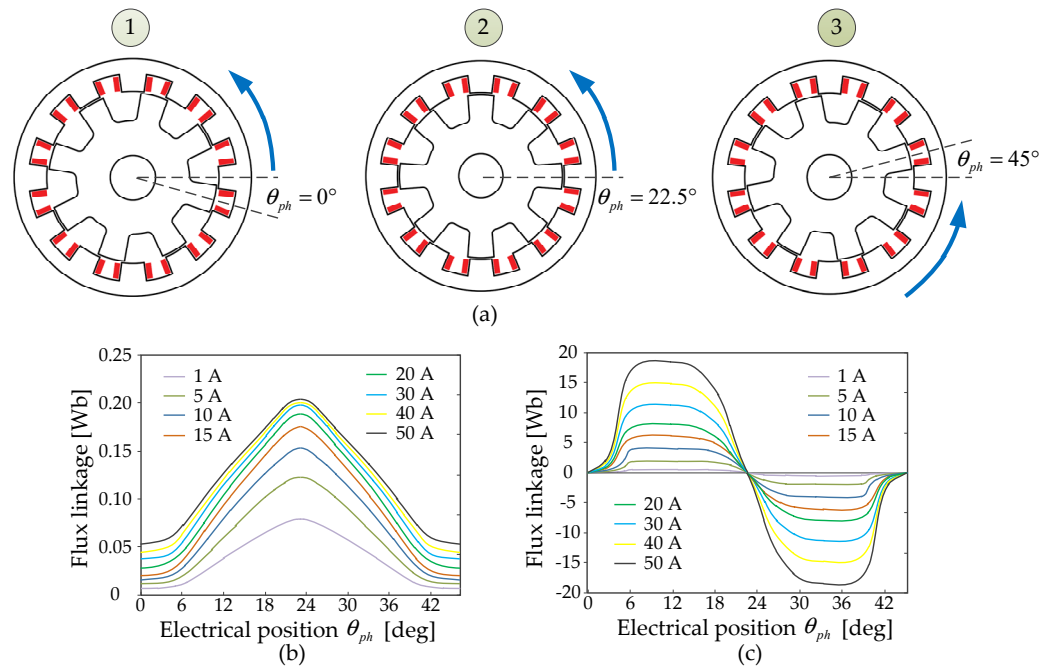 1
2
3
θph = 0°
θph = 22.5°
θph = 45°
(a)
Flux linkage [Wb]
0.25
0.20
0.15
0.10
0.05
0
1 A
5 A
10 A
15 A
20 A
30 A
40 A
50 A
0 6 12 18 24 30 36 42
Electrical position θph [deg]
(b)
Flux linkage [Wb]
20
15
10
5
0
-5
-10
-15
-20
1 A
5 A
10 A
15 A
20 A
30 A
40 A
50 A
0 6 12 18 24 30 36 42
Electrical position θph [deg]
(c)